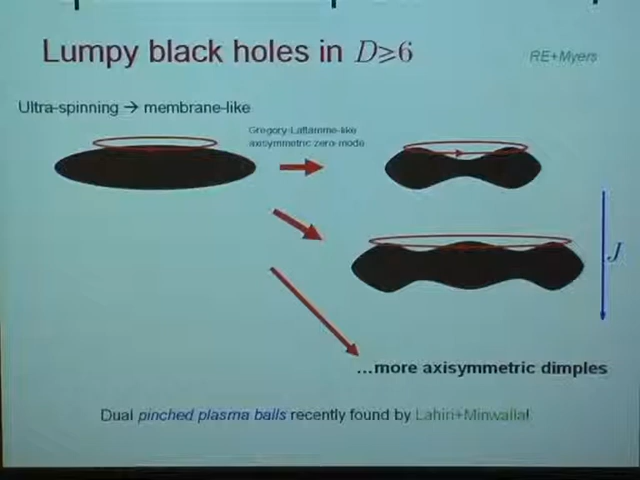 Lumpy black holes in D≥6
RE+Myers
Ultra-spinning → membrane-like
Gregory-Laflamme-like
axisymmetric zero-mode
J
...more axisymmetric dimples
Dual pinched plasma balls recently found by Lahiri+Minwalla!